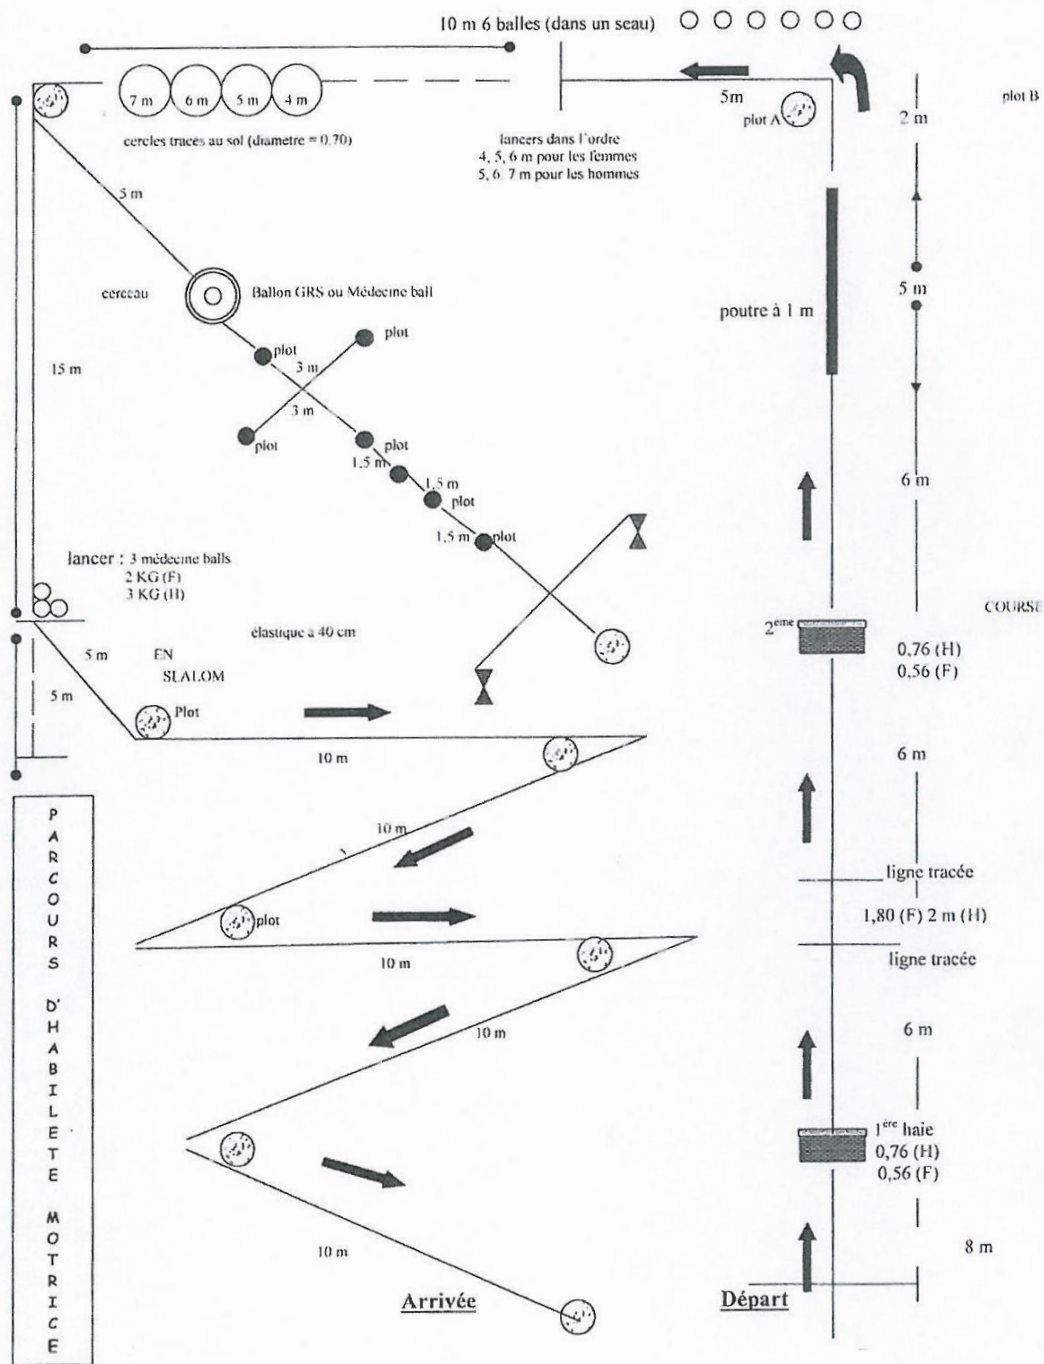 10 m 6 balles (dans un seau)
7 m
6 m
5 m
4 m
5m
plot A
2 m
plot B
cercles traces au sol (diametre = 0.70)
lancers dans l'ordre
4, 5, 6 m pour les femmes
5, 6. 7 m pour les hommes
5 m
cerceau
Ballon GRS ou Médecine ball
poutre à 1 m
5 m
plot
plot
3 m
3 m
15 m
plot
plot
1.5 m
1,5 m
plot
1,5 m
plot
6 m
lancer : 3 médecine balls
2 KG (F)
3 KG (H)
COURSE
élastique à 40 cm
2ème
0,76 (H)
0.56 (F)
5 m
EN
SLALOM
5 m
Plot
10 m
6 m
10 m
ligne tracée
plot
1,80 (F) 2 m (H)
10 m
ligne tracée
10 m
6 m
1ère haie
0,76 (H)
0,56 (F)
10 m
8 m
Arrivée
Départ
PARCOURS D'HABILETE MOTRICE